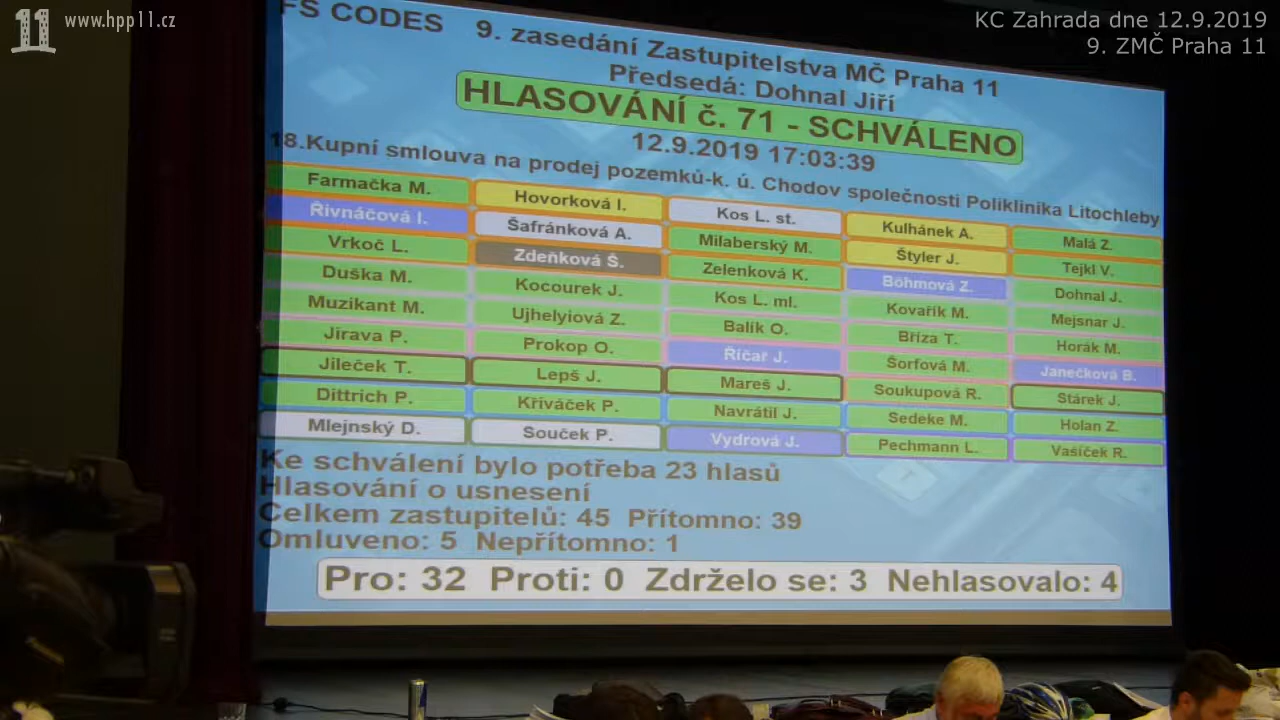 11 www.hpp11.cz
KC Zahrada dne 12.9.2019
9. ZMČ Praha 11
FS CODES 9. zasedání Zastupitelstva MČ Praha 11
Předsedá: Dohnal Jiří
HLASOVÁNÍ č. 71 - SCHVÁLENO
12.9.2019 17:03:39
18.Kupní smlouva na prodej pozemků-k. ú. Chodov společnosti Poliklinika Litochleby
Farmačka M. Hovorková I. Kos L. st. Kulhánek A. Malá Z.
Řivnáčová I. Šafránková A. Milaberský M. Štyler J. Tejkl V.
Vrkoč L. Zdeňková Š. Zelenková K. Böhmová Z. Dohnal J.
Duška M. Kocourek J. Kos L. ml. Kovařík M. Mejsnar J.
Muzikant M. Ujhelyiová Z. Balík O. Bříza T. Horák M.
Jirava P. Prokop O. Říčař J. Šorfová M. Janečková B.
Jileček T. Lepš J. Mareš J. Soukupová R. Stárek J.
Dittrich P. Křiváček P. Navrátil J. Sedeke M. Holan Z.
Mlejnský D. Souček P. Vydrová J. Pechmann L. Vašíček R.
Ke schválení bylo potřeba 23 hlasů
Hlasování o usnesení
Celkem zastupitelů: 45 Přítomno: 39
Omluveno: 5 Nepřítomno: 1
Pro: 32 Proti: 0 Zdrželo se: 3 Nehlasovalo: 4